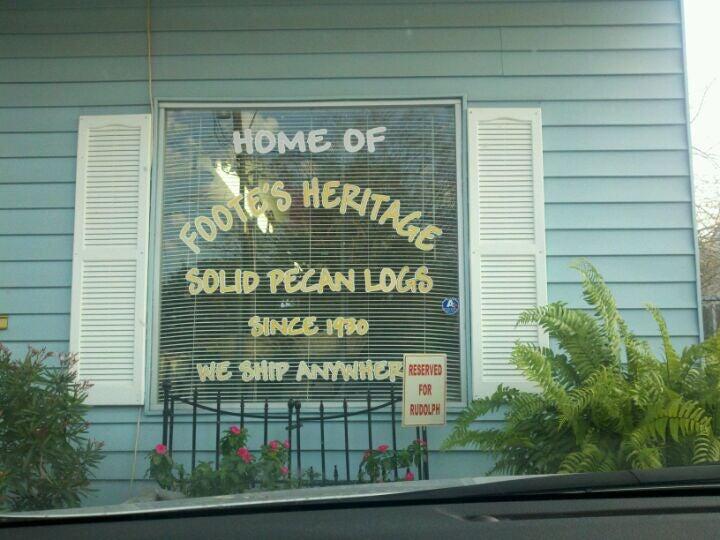 HOME OF
FOOTE'S HERITAGE
SOLID PECAN LOGS
SINCE 1930
WE SHIP ANYWHER
RESERVED
FOR
RUDOLPH